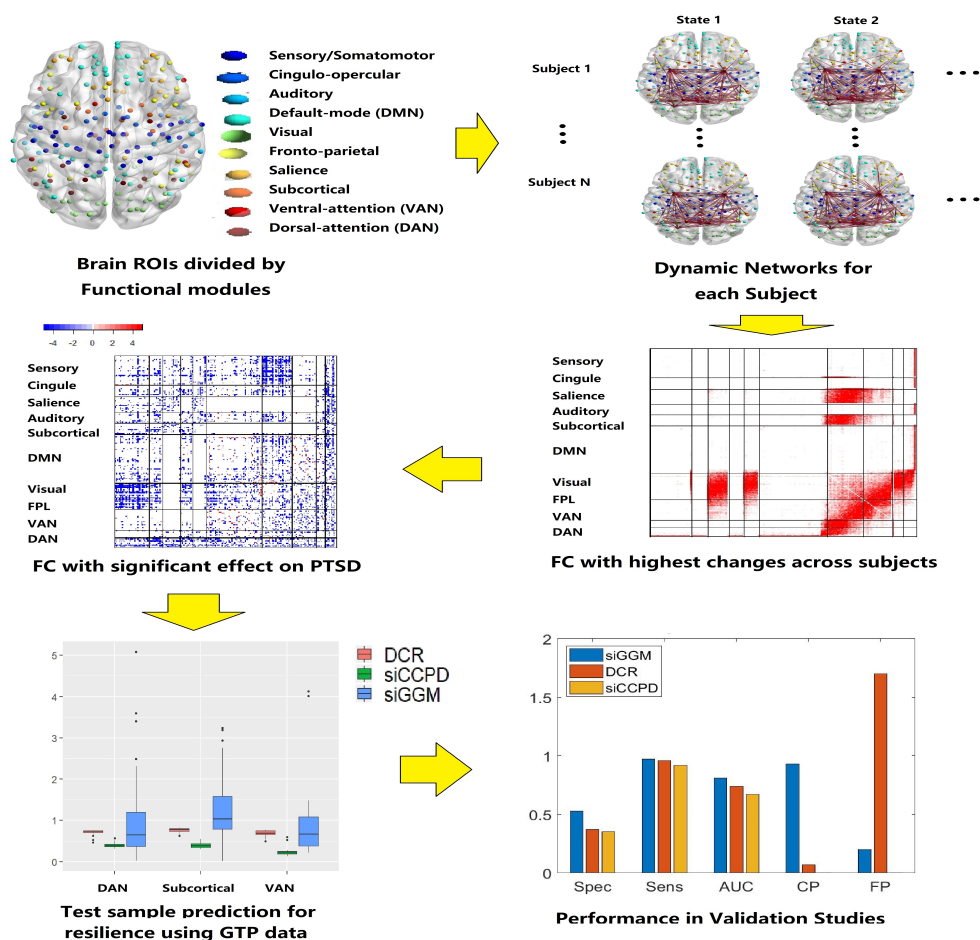 State 1
State 2
Sensory/Somatomotor
Cingulo-opercular
Auditory
Default-mode (DMN)
Visual
Fronto-parietal
Salience
Subcortical
Ventral-attention (VAN)
Dorsal-attention (DAN)
Subject 1
Subject N
Brain ROIs divided by
Functional modules
Dynamic Networks for
each Subject
-4 -2 0 2 4
Sensory
Cingule
Salience
Auditory
Subcortical
DMN
Visual
FPL
VAN
DAN
FC with significant effect on PTSD
Sensory
Cingule
Salience
Auditory
Subcortical
DMN
Visual
FPL
VAN
DAN
FC with highest changes across subjects
5
4
3
2
1
0
DAN
Subcortical
VAN
DCR
siCCPD
siGGM
Test sample prediction for
resilience using GTP data
2
1.5
1
0.5
0
siGGM
DCR
siCCPD
Spec
Sens
AUC
CP
FP
Performance in Validation Studies